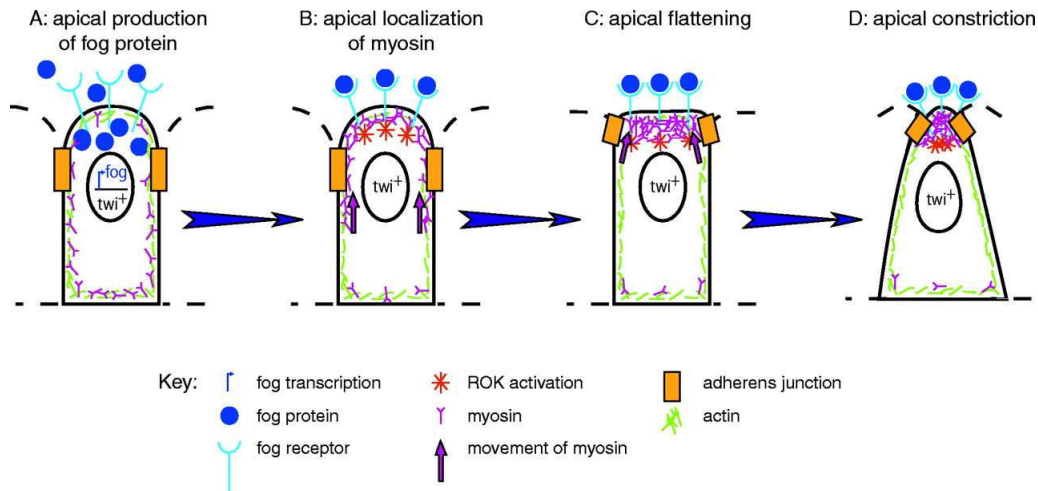 A: apical production
of fog protein
B: apical localization
of myosin
C: apical flattening
D: apical constriction
fog
twi+
twi+
twi+
twi+
Key:
fog transcription
ROK activation
adherens junction
fog protein
myosin
actin
fog receptor
movement of myosin